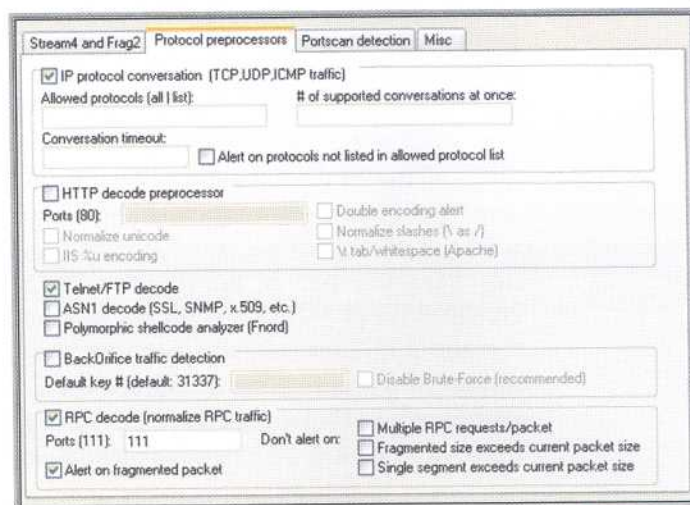 Stream4 and Frag2 Protocol preprocessors Portscan detection Misc
IP protocol conversation (TCP,UDP,ICMP traffic)
Allowed protocols (all | list): # of supported conversations at once:
Conversation timeout:
Alert on protocols not listed in allowed protocol list
HTTP decode preprocessor
Ports (80): Double encoding alert
Normalize unicode Normalize slashes (\ as /)
IIS %u encoding \t tab/whitespace (Apache)
Telnet/FTP decode
ASN1 decode (SSL, SNMP, x.509, etc.)
Polymorphic shellcode analyzer (Fnord)
BackOrifice traffic detection
Default key # (default: 31337): Disable Brute-Force (recommended)
RPC decode (normalize RPC traffic)
Ports (111): 111 Don't alert on: Multiple RPC requests/packet
Fragmented size exceeds current packet size
Alert on fragmented packet Single segment exceeds current packet size